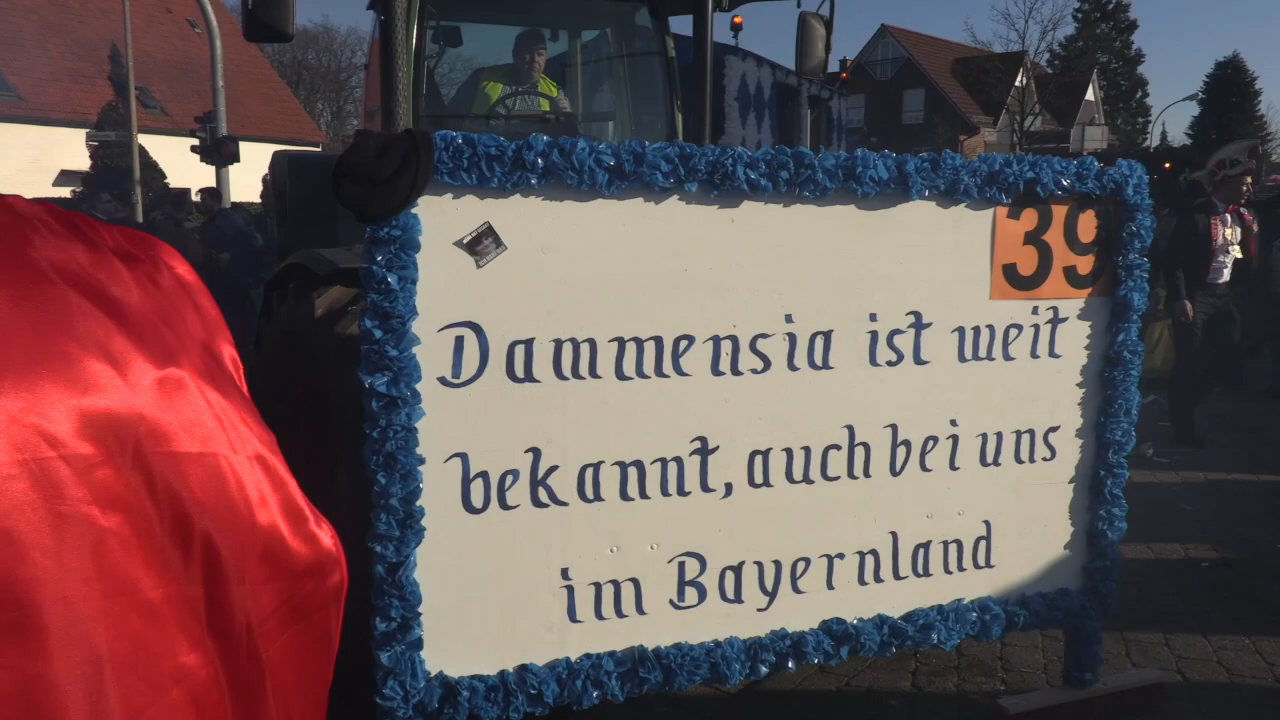 39
Dammensia ist weit
bekannt, auch bei uns
im Bayernland